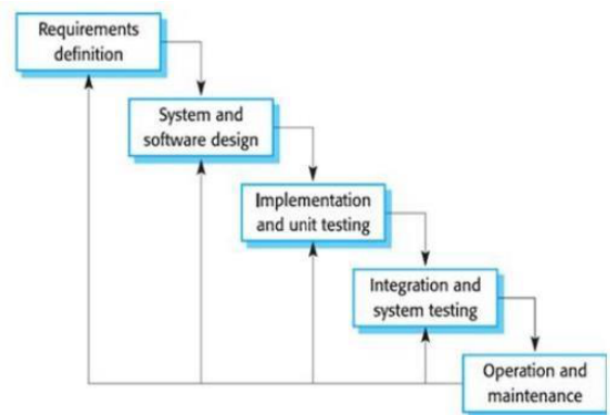 Requirements
definition
System and
software design
Implementation
and unit testing
Integration and
system testing
Operation and
maintenance